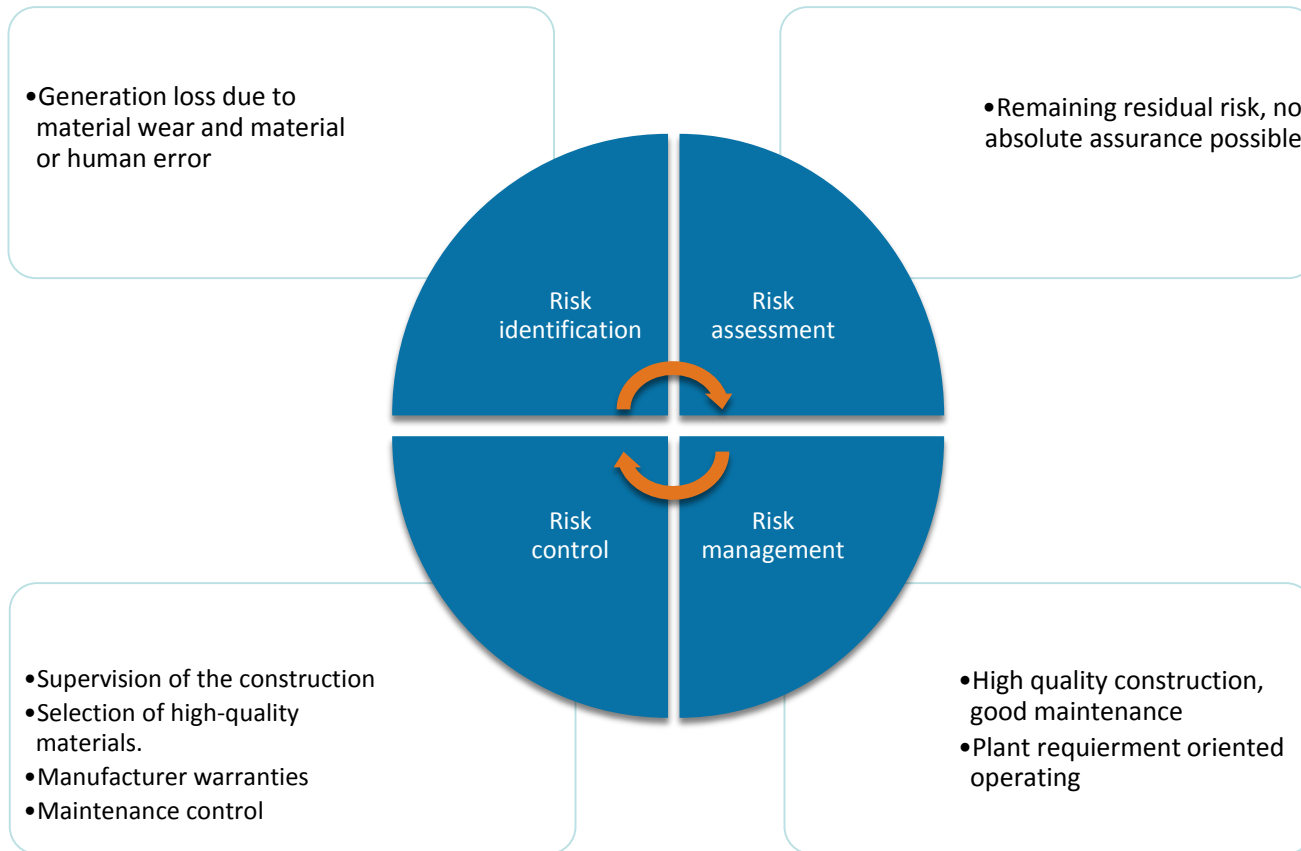 •Generation loss due to
material wear and material
or human error
•Remaining residual risk, no
absolute assurance possible
Risk
identification
Risk
assessment
Risk
control
Risk
management
•Supervision of the construction
•Selection of high-quality
materials.
•Manufacturer warranties
•Maintenance control
•High quality construction,
good maintenance
•Plant requierment oriented
operating